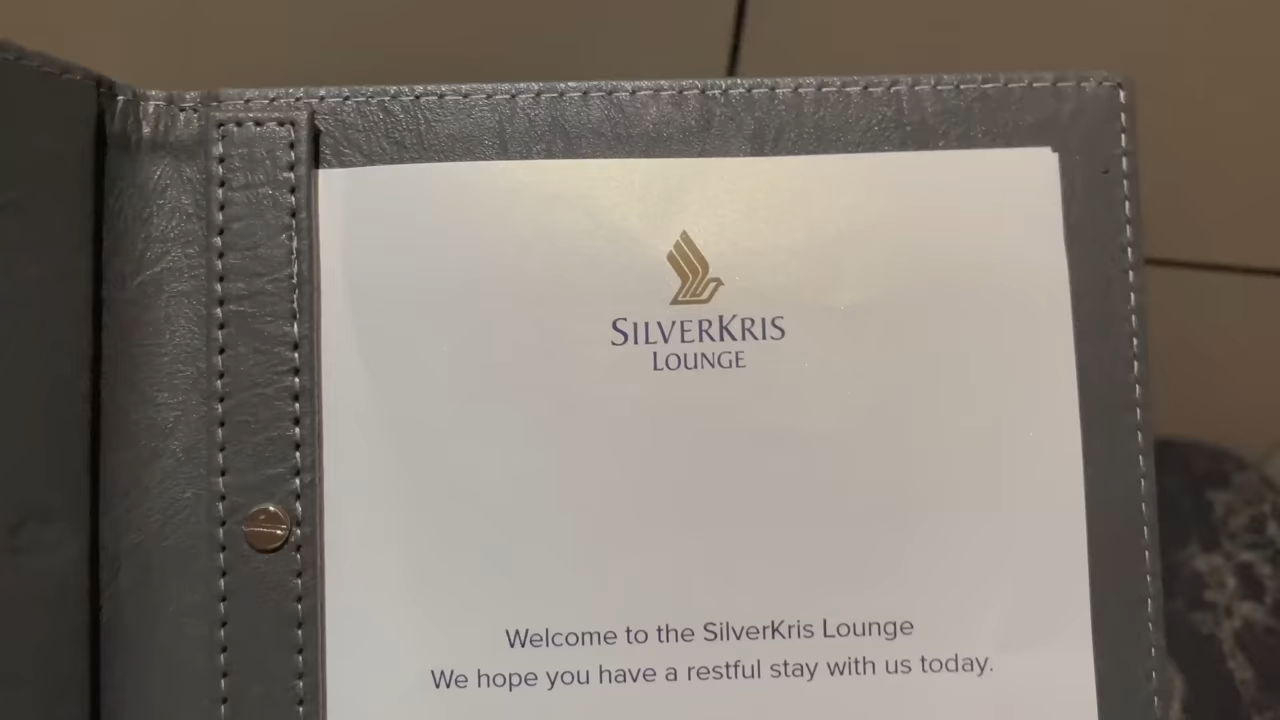 SILVERKRIS
LOUNGE
Welcome to the SilverKris Lounge
We hope you have a restful stay with us today.